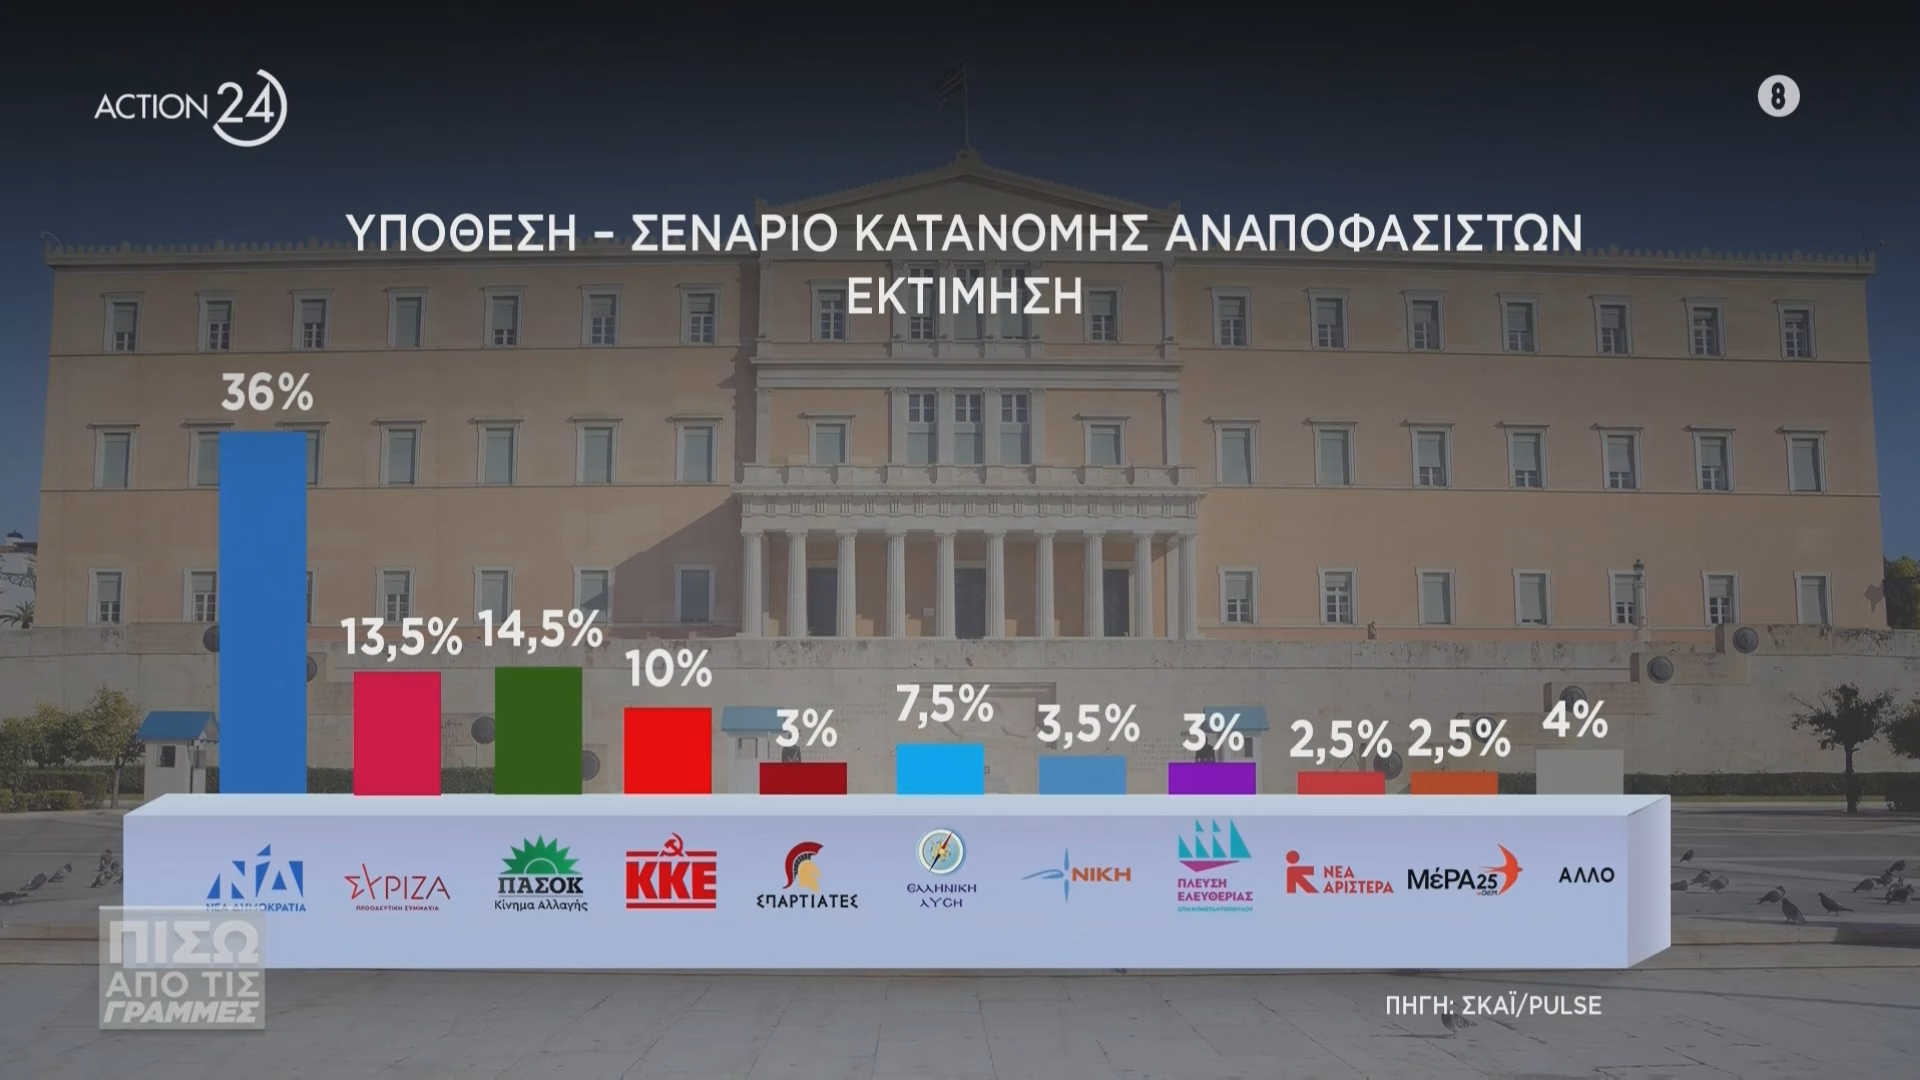 ACTION 24
8
ΥΠΟΘΕΣΗ – ΣΕΝΑΡΙΟ ΚΑΤΑΝΟΜΗΣ ΑΝΑΠΟΦΑΣΙΣΤΩΝ
ΕΚΤΙΜΗΣΗ
36%
13,5%
14,5%
10%
3%
7,5%
3,5%
3%
2,5%
2,5%
4%
ΝΔ
ΝΕΑ ΔΗΜΟΚΡΑΤΙΑ
ΣΥΡΙΖΑ
ΠΡΟΟΔΕΥΤΙΚΗ ΣΥΜΜΑΧΙΑ
ΠΑΣΟΚ
Κίνημα Αλλαγής
ΚΚΕ
ΣΠΑΡΤΙΑΤΕΣ
ΕΛΛΗΝΙΚΗ
ΛΥΣΗ
ΝΙΚΗ
ΠΛΕΥΣΗ
ΕΛΕΥΘΕΡΙΑΣ
ΝΕΑ
ΑΡΙΣΤΕΡΑ
ΜέΡΑ25
ΑΛΛΟ
ΠΙΣΩ
ΑΠΟ ΤΙΣ
ΓΡΑΜΜΕΣ
ΠΗΓΗ: ΣΚΑΪ/PULSE